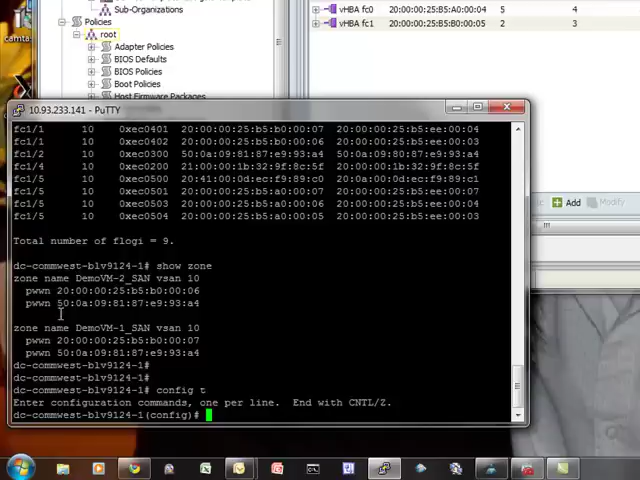 Sub-Organizations
Policies
root
Adapter Policies
BIOS Defaults
BIOS Policies
Boot Policies
Host Firmware Packages
vHBA fc0 20:00:00:25:B5:A0:00:04 5 4
vHBA fc1 20:00:00:25:B5:B0:00:05 2 3
Add
Modify
10.93.233.141 - PuTTY
fc1/1 10 0xec0401 20:00:00:25:b5:b0:00:07 20:00:00:25:b5:ee:00:04
fc1/1 10 0xec0402 20:00:00:25:b5:b0:00:06 20:00:00:25:b5:ee:00:04
fc1/2 10 0xec0300 50:0a:09:81:87:e9:93:a4 50:0a:09:80:87:e9:93:a4
fc1/4 10 0xec0200 21:00:00:1b:32:9f:8c:5f 20:00:00:1b:32:9f:8c:5f
fc1/5 10 0xec0500 20:41:00:0d:ec:f9:89:c0 20:0a:00:0d:ec:f9:89:c1
fc1/5 10 0xec0501 20:00:00:25:b5:a0:00:07 20:00:00:25:b5:ee:00:04
fc1/5 10 0xec0503 20:00:00:25:b5:a0:00:06 20:00:00:25:b5:ee:00:04
fc1/5 10 0xec0504 20:00:00:25:b5:a0:00:05 20:00:00:25:b5:ee:00:03
Total number of flogi = 9.
dc-commwest-blv9124-1# show zone
zone name DemoVM-2_SAN vsan 10
pwwn 20:00:00:25:b5:b0:00:06
pwwn 50:0a:09:81:87:e9:93:a4
zone name DemoVM-1_SAN vsan 10
pwwn 20:00:00:25:b5:b0:00:07
pwwn 50:0a:09:81:87:e9:93:a4
dc-commwest-blv9124-1#
dc-commwest-blv9124-1#
dc-commwest-blv9124-1# config t
Enter configuration commands, one per line. End with CNTL/Z.
dc-commwest-blv9124-1(config)#